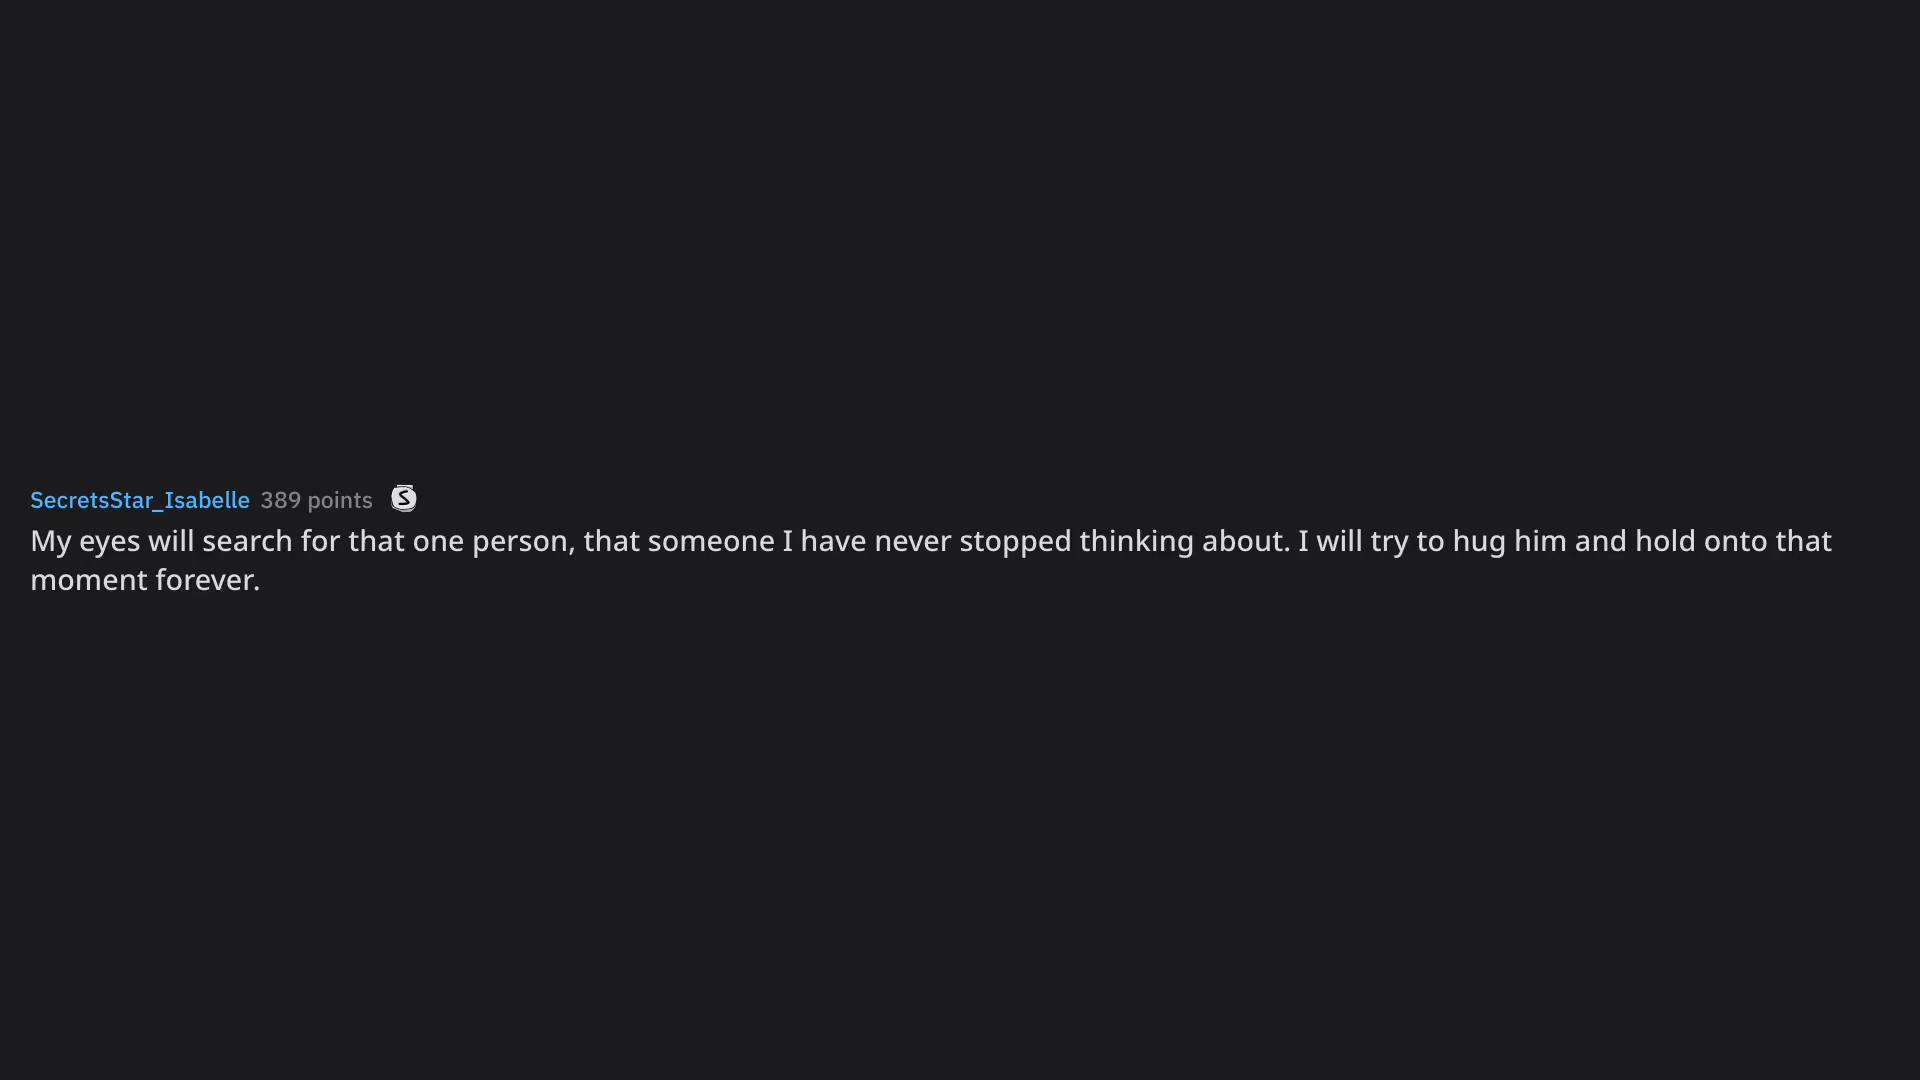 SecretsStar_Isabelle 389 points S
My eyes will search for that one person, that someone I have never stopped thinking about. I will try to hug him and hold onto that
moment forever.